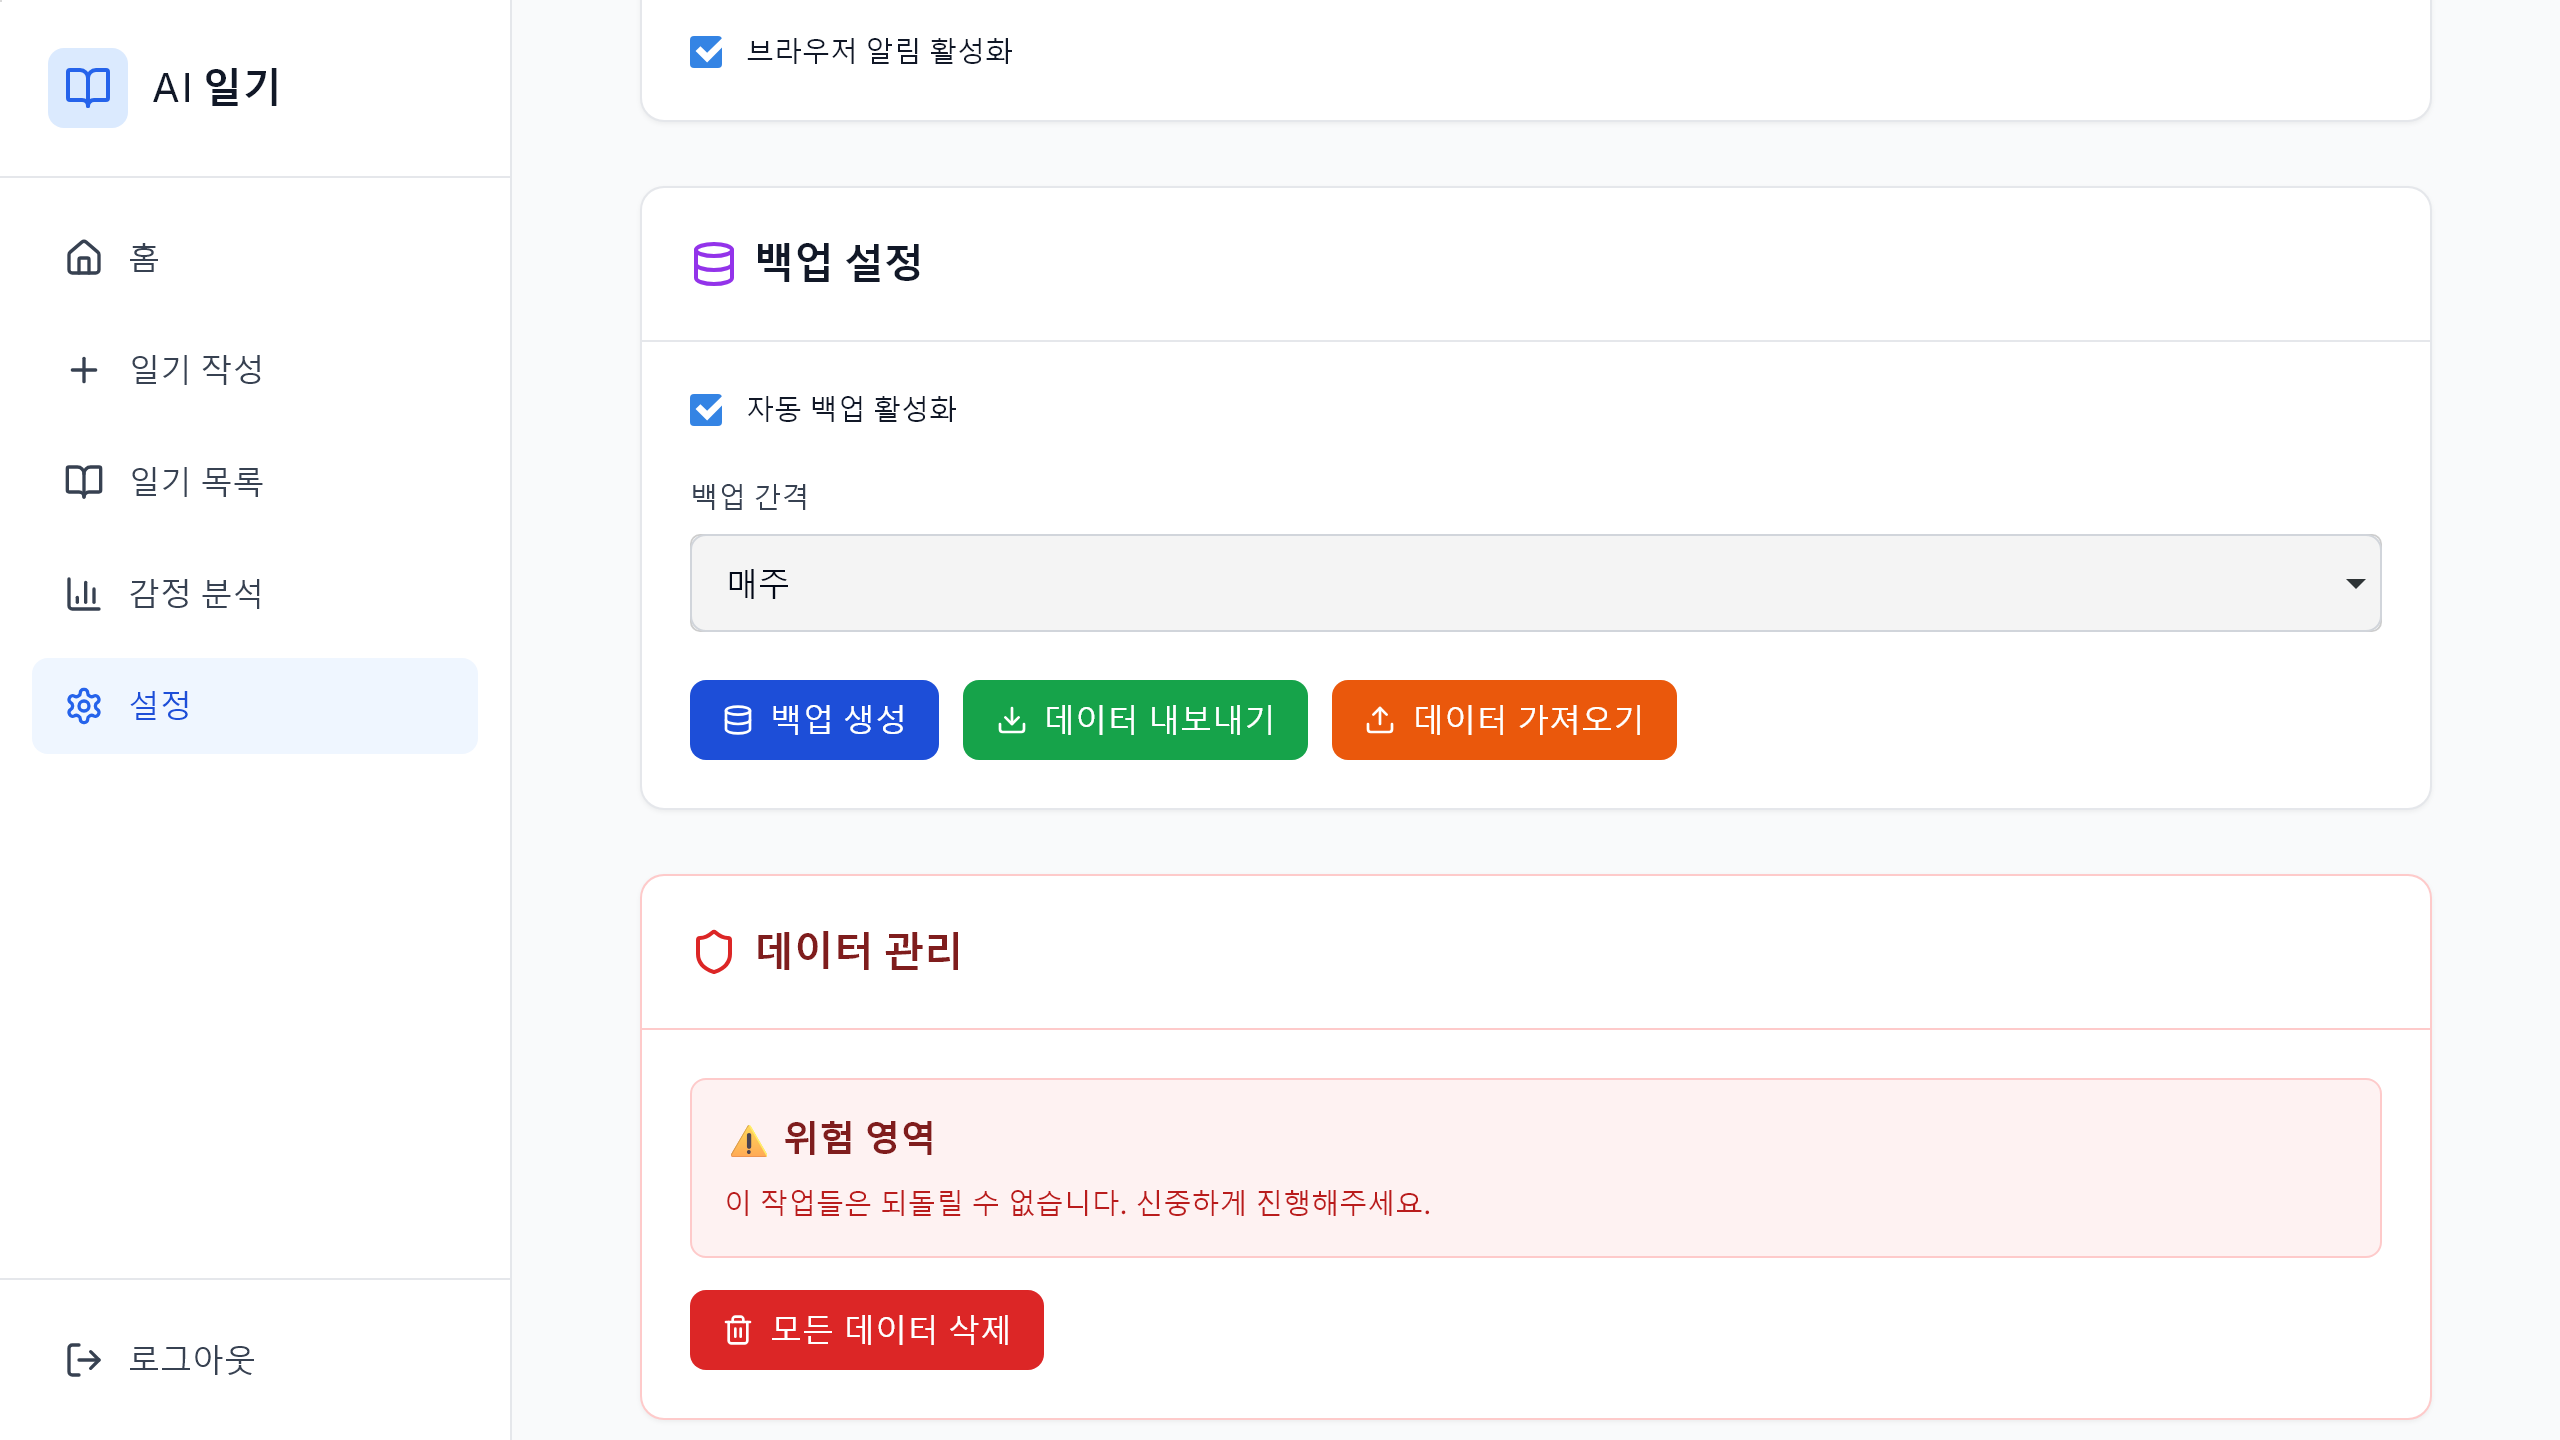 AI 일기
홈
일기 작성
일기 목록
감정 분석
설정
로그아웃
브라우저 알림 활성화
백업 설정
자동 백업 활성화
백업 간격
매주
백업 생성
데이터 내보내기
데이터 가져오기
데이터 관리
⚠️ 위험 영역
이 작업들은 되돌릴 수 없습니다. 신중하게 진행해주세요.
모든 데이터 삭제